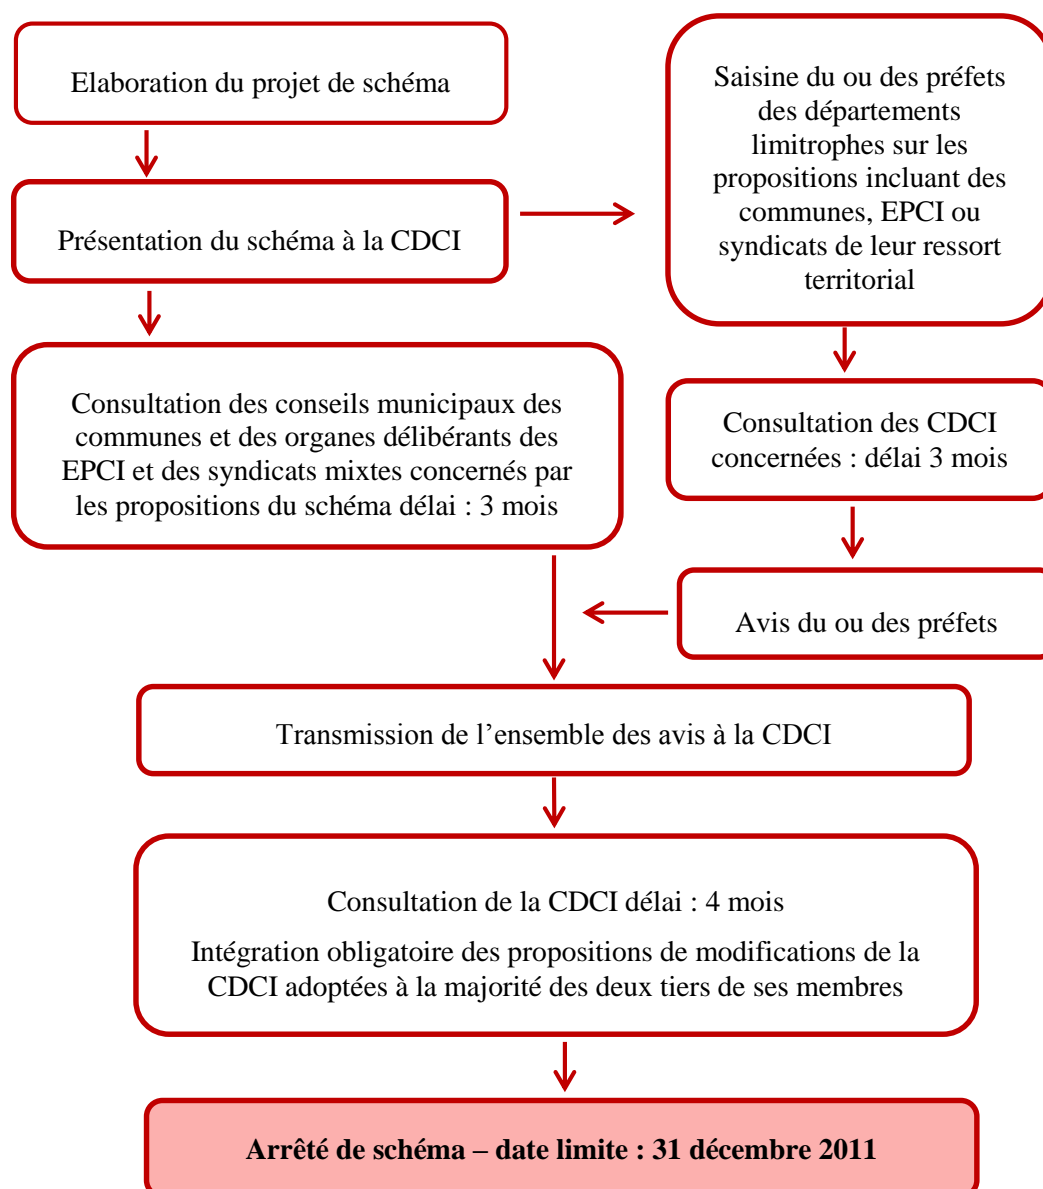 Elaboration du projet de schéma
Présentation du schéma à la CDCI
Saisine du ou des préfets
des départements
limitrophes sur les
propositions incluant des
communes, EPCI ou
syndicats de leur ressort
territorial
Consultation des conseils municipaux des
communes et des organes délibérants des
EPCI et des syndicats mixtes concernés par
les propositions du schéma délai : 3 mois
Consultation des CDCI
concernées : délai 3 mois
Avis du ou des préfets
Transmission de l’ensemble des avis à la CDCI
Consultation de la CDCI délai : 4 mois
Intégration obligatoire des propositions de modifications de la
CDCI adoptées à la majorité des deux tiers de ses membres
Arrêté de schéma – date limite : 31 décembre 2011